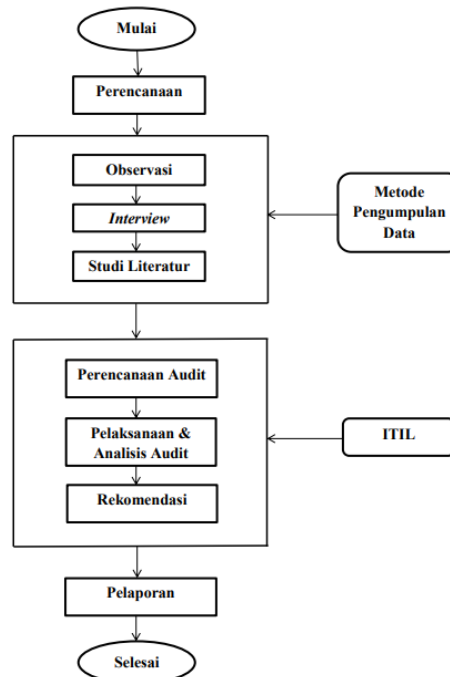 Mulai
Perencanaan
Observasi
Interview
Studi Literatur
Metode
Pengumpulan
Data
Perencanaan Audit
Pelaksanaan &
Analisis Audit
Rekomendasi
ITIL
Pelaporan
Selesai